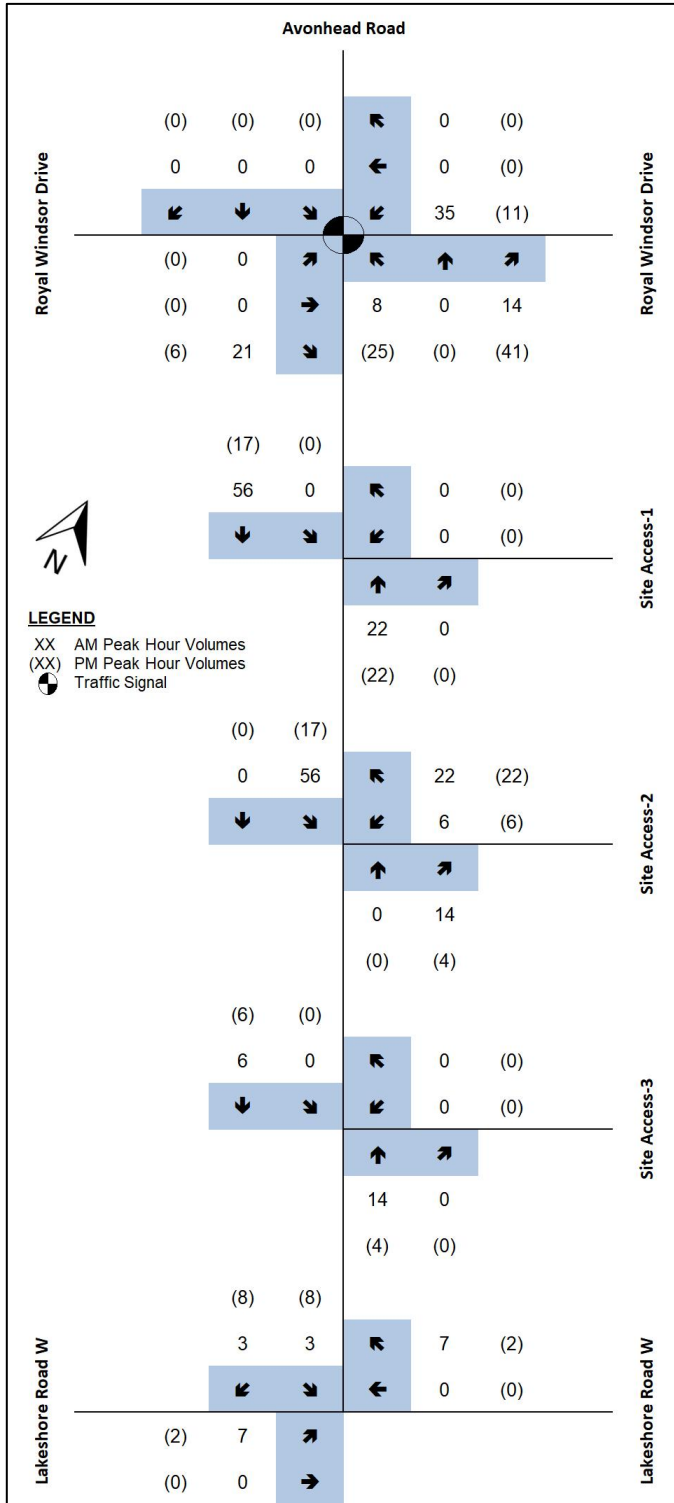 Avonhead Road
Royal Windsor Drive
Royal Windsor Drive
(0) (0) (0) 0 (0)
0 0 0 0 (0)
35 (11)
(0) 0
(0) 0 8 0 14
(6) 21 (25) (0) (41)
Site Access-1
(17) (0)
56 0 0 (0)
0 (0)
22 0
(22) (0)
N
LEGEND
XX AM Peak Hour Volumes
(XX) PM Peak Hour Volumes
Traffic Signal
Site Access-2
(0) (17)
0 56 22 (22)
6 (6)
0 14
(0) (4)
Site Access-3
(6) (0)
6 0 0 (0)
0 (0)
14 0
(4) (0)
Lakeshore Road W
Lakeshore Road W
(8) (8)
3 3 7 (2)
0 (0)
(2) 7
(0) 0